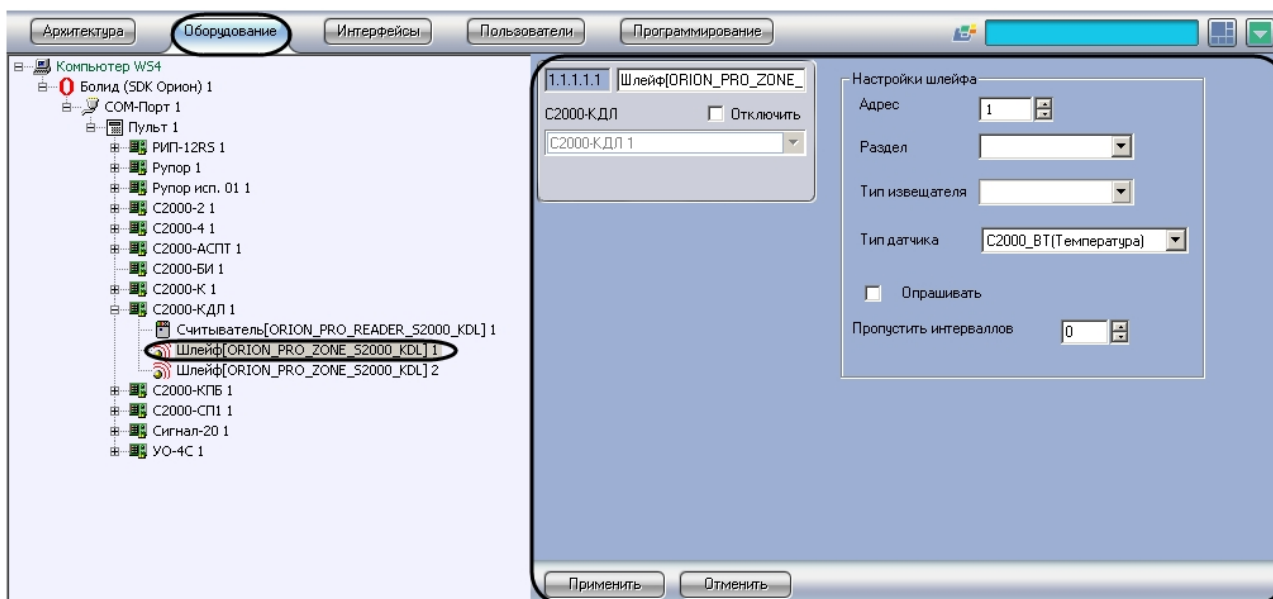 Архитектура Оборудование Интерфейсы Пользователи Программирование
Компьютер WS4
Болид (SDK Орион) 1
COM-Порт 1
Пульт 1
РИП-12RS 1
Рупор 1
Рупор исп. 01 1
С2000-2 1
С2000-4 1
С2000-АСПТ 1
С2000-БИ 1
С2000-К 1
С2000-КДЛ 1
Считыватель[ORION_PRO_READER_S2000_KDL] 1
Шлейф[ORION_PRO_ZONE_S2000_KDL] 1
Шлейф[ORION_PRO_ZONE_S2000_KDL] 2
С2000-КПБ 1
С2000-СП1 1
Сигнал-20 1
УО-4С 1
1.1.1.1.1 Шлейф[ORION_PRO_ZONE_
С2000-КДЛ Отключить
С2000-КДЛ 1
Настройки шлейфа
Адрес 1
Раздел
Тип извещателя
Тип датчика С2000_ВТ(Температура)
Опрашивать
Пропустить интервалов 0
Применить Отменить